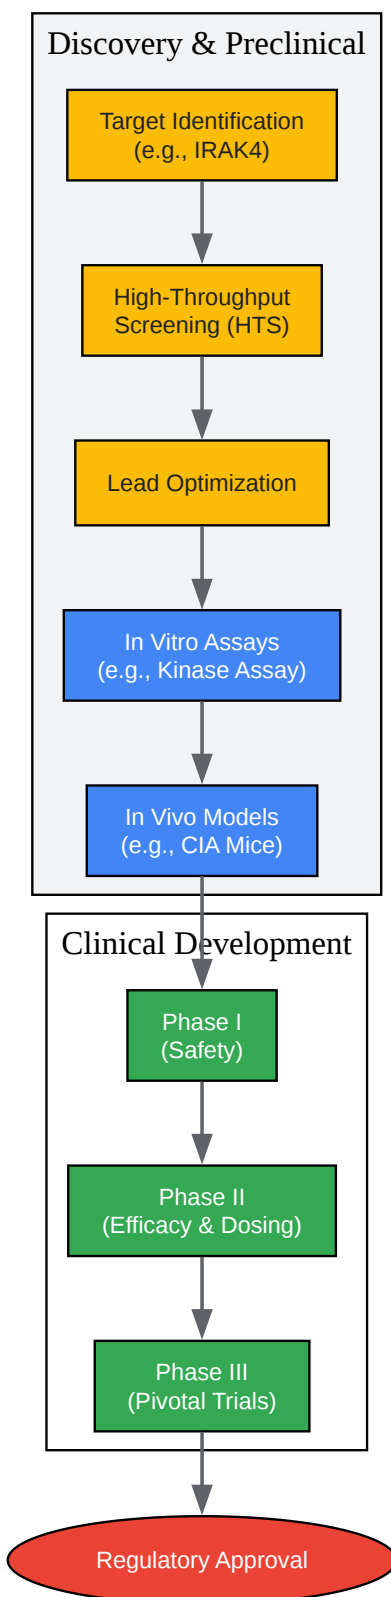 Discovery & Preclinical
Target Identification
(e.g., IRAK4)
High-Throughput
Screening (HTS)
Lead Optimization
In Vitro Assays
(e.g., Kinase Assay)
In Vivo Models
(e.g., CIA Mice)
Clinical Development
Phase I
(Safety)
Phase II
(Efficacy & Dosing)
Phase III
(Pivotal Trials)
Regulatory Approval